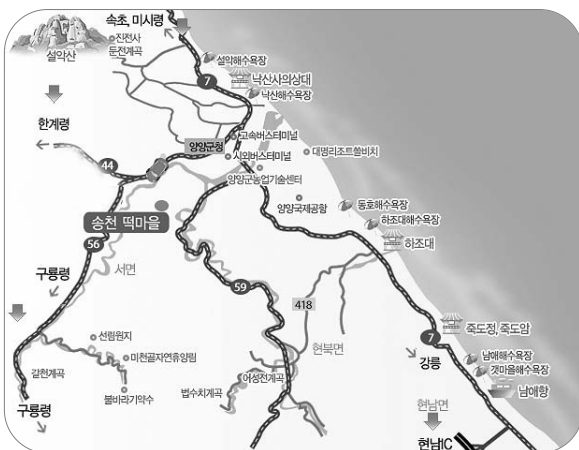 속초, 미시령
진전사
둔전계곡
설악산
설악해수욕장
7
낙산사의상대
낙산해수욕장
한계령
고속버스터미널
양양군청
시외버스터미널
대명리조트쏠비치
44
양양군농업기술센터
양양국제공항
동호해수욕장
송천 떡마을
하조대해수욕장
56
하조대
서면
구룡령
59
418
죽도정, 죽도암
7
선림원지
현북면
미천골자연휴양림
강릉
남애해수욕장
갯마을해수욕장
갈천계곡
어성전계곡
남애항
불바라기약수
법수치계곡
현남면
구룡령
현남IC